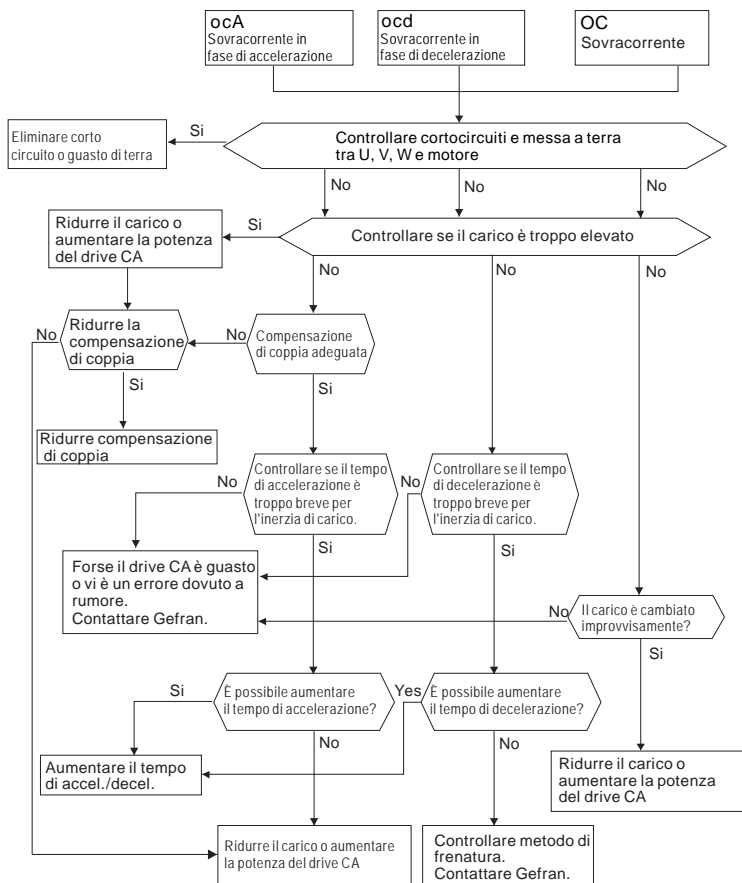 ocA
Sovracorrente in
fase di accelerazione
ocd
Sovracorrente in
fase di decelerazione
OC
Sovracorrente
Eliminare corto
circuito o guasto di terra
Si
Controllare cortocircuiti e messa a terra
tra U, V, W e motore
No
No
No
Ridurre il carico o
aumentare la potenza
del drive CA
Si
Controllare se il carico è troppo elevato
No
No
No
No
Ridurre la
compensazione
di coppia
No
Compensazione
di coppia adeguata
Si
Si
Ridurre compensazione
di coppia
No
Controllare se il tempo
di accelerazione è
troppo breve per
l'inerzia di carico.
No
Controllare se il tempo
di decelerazione è
troppo breve per
l'inerzia di carico.
Si
Si
Forse il drive CA è guasto
o vi è un errore dovuto a
rumore.
Contattare Gefran.
No
Il carico è cambiato
improvvisamente?
Si
Si
È possibile aumentare
il tempo di accelerazione?
Yes
È possibile aumentare
il tempo di decelerazione?
No
No
Aumentare il tempo
di accel./decel.
Ridurre il carico o
aumentare la potenza
del drive CA
Ridurre il carico o aumentare
la potenza del drive CA
Controllare metodo di
frenatura.
Contattare Gefran.